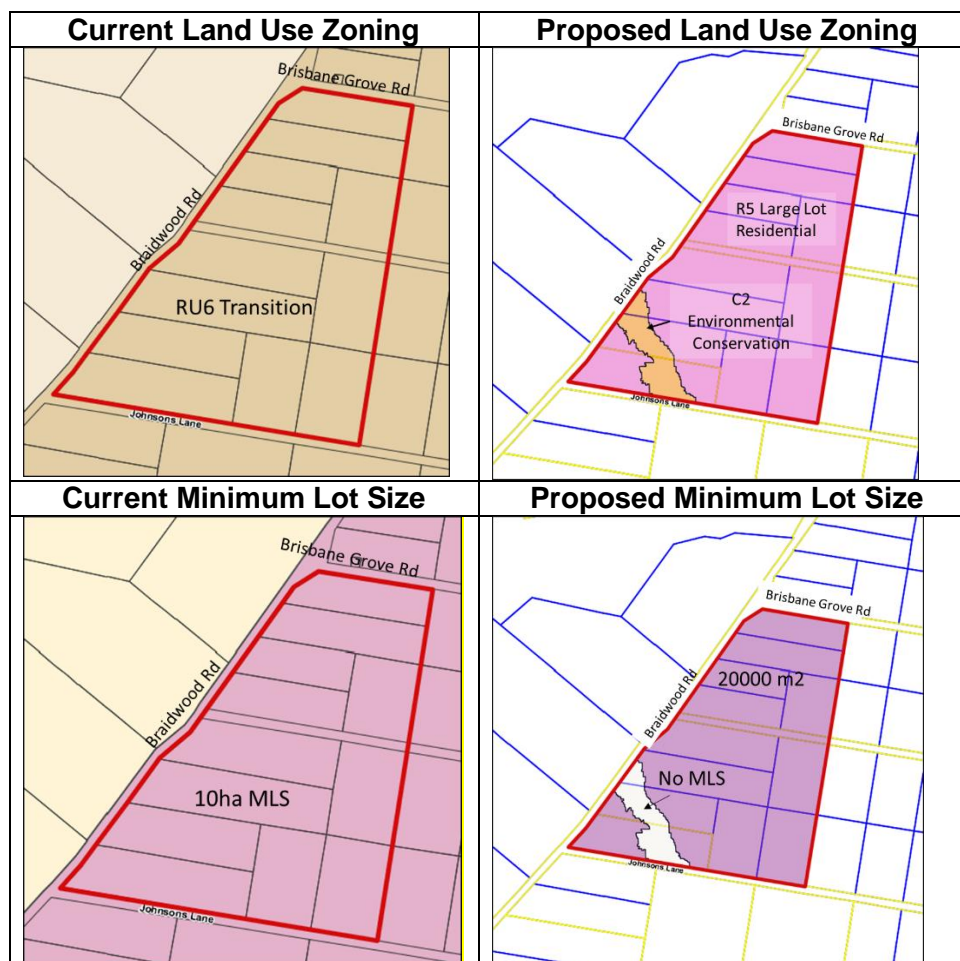 Current Land Use Zoning
Proposed Land Use Zoning
Brisbane Grove Rd
Braidwood Rd
RU6 Transition
Johnsons Lane
Brisbane Grove Rd
R5 Large Lot
Residential
Braidwood Rd
C2
Environmental
Conservation
Johnsons Lane
Current Minimum Lot Size
Proposed Minimum Lot Size
Brisbane Grove Rd
Braidwood Rd
10ha MLS
Johnsons Lane
Brisbane Grove Rd
20000 m2
Braidwood Rd
No MLS
Johnsons Lane